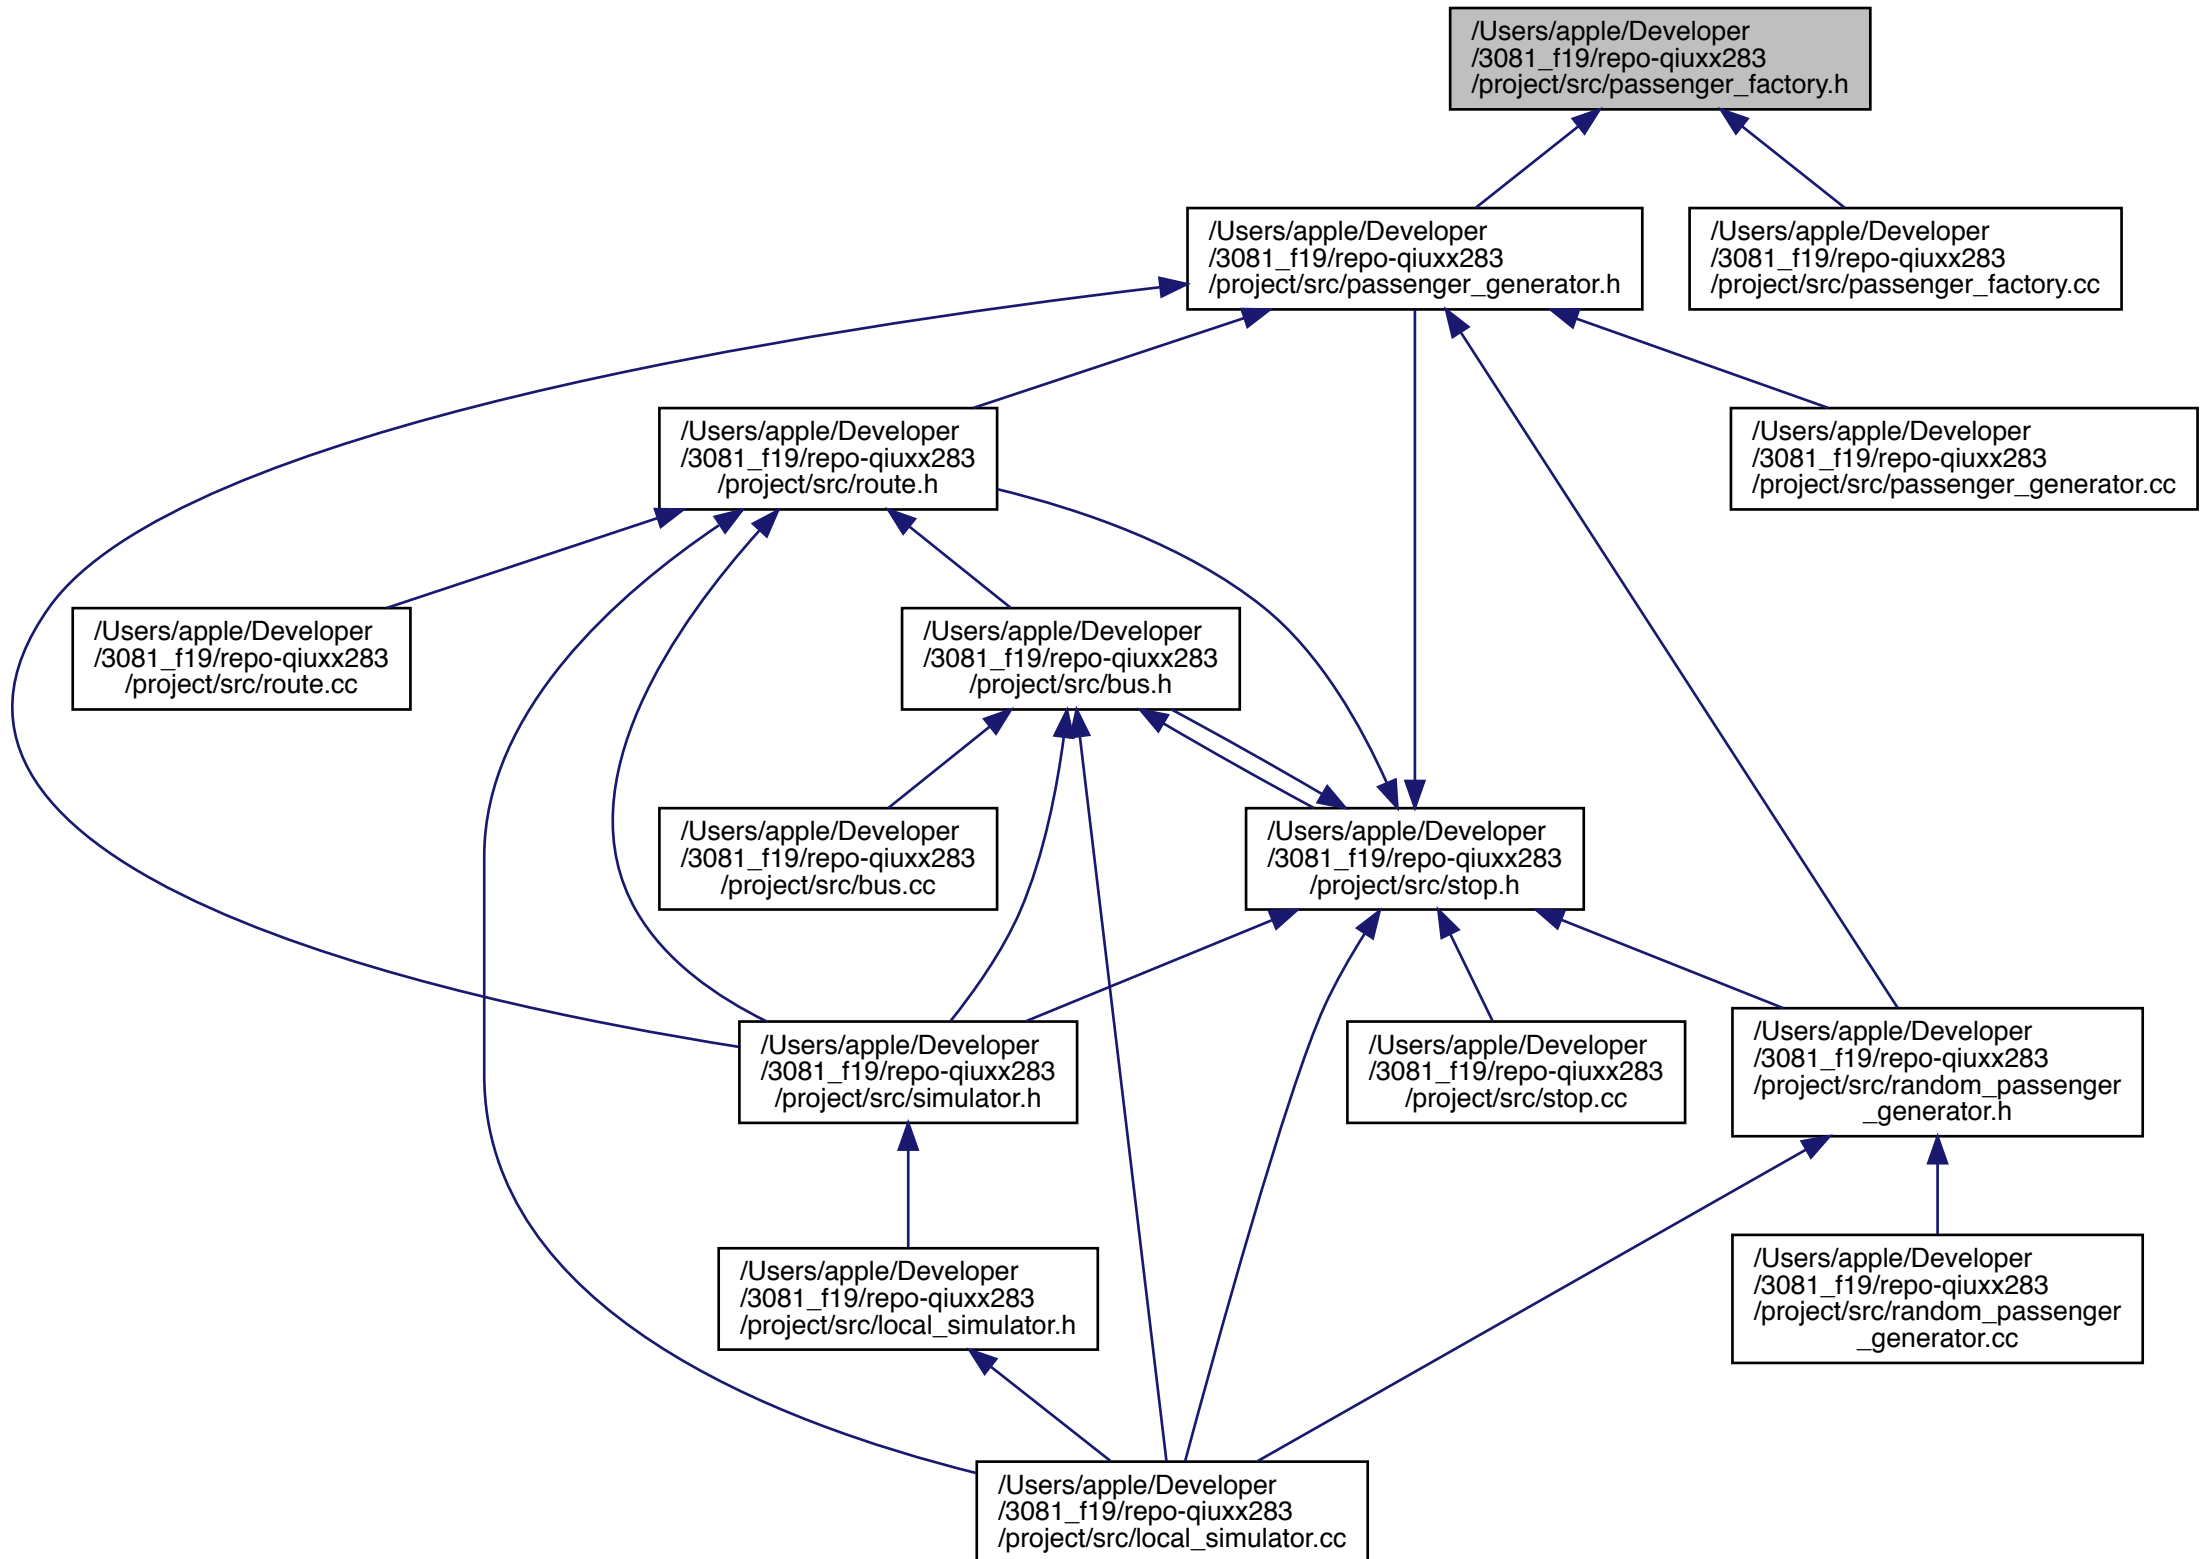 /Users/apple/Developer
/3081_f19/repo-qiuxx283
/project/src/passenger_factory.h
/Users/apple/Developer
/3081_f19/repo-qiuxx283
/project/src/passenger_generator.h
/Users/apple/Developer
/3081_f19/repo-qiuxx283
/project/src/passenger_factory.cc
/Users/apple/Developer
/3081_f19/repo-qiuxx283
/project/src/route.h
/Users/apple/Developer
/3081_f19/repo-qiuxx283
/project/src/passenger_generator.cc
/Users/apple/Developer
/3081_f19/repo-qiuxx283
/project/src/route.cc
/Users/apple/Developer
/3081_f19/repo-qiuxx283
/project/src/bus.h
/Users/apple/Developer
/3081_f19/repo-qiuxx283
/project/src/bus.cc
/Users/apple/Developer
/3081_f19/repo-qiuxx283
/project/src/stop.h
/Users/apple/Developer
/3081_f19/repo-qiuxx283
/project/src/simulator.h
/Users/apple/Developer
/3081_f19/repo-qiuxx283
/project/src/stop.cc
/Users/apple/Developer
/3081_f19/repo-qiuxx283
/project/src/random_passenger
_generator.h
/Users/apple/Developer
/3081_f19/repo-qiuxx283
/project/src/local_simulator.h
/Users/apple/Developer
/3081_f19/repo-qiuxx283
/project/src/random_passenger
_generator.cc
/Users/apple/Developer
/3081_f19/repo-qiuxx283
/project/src/local_simulator.cc